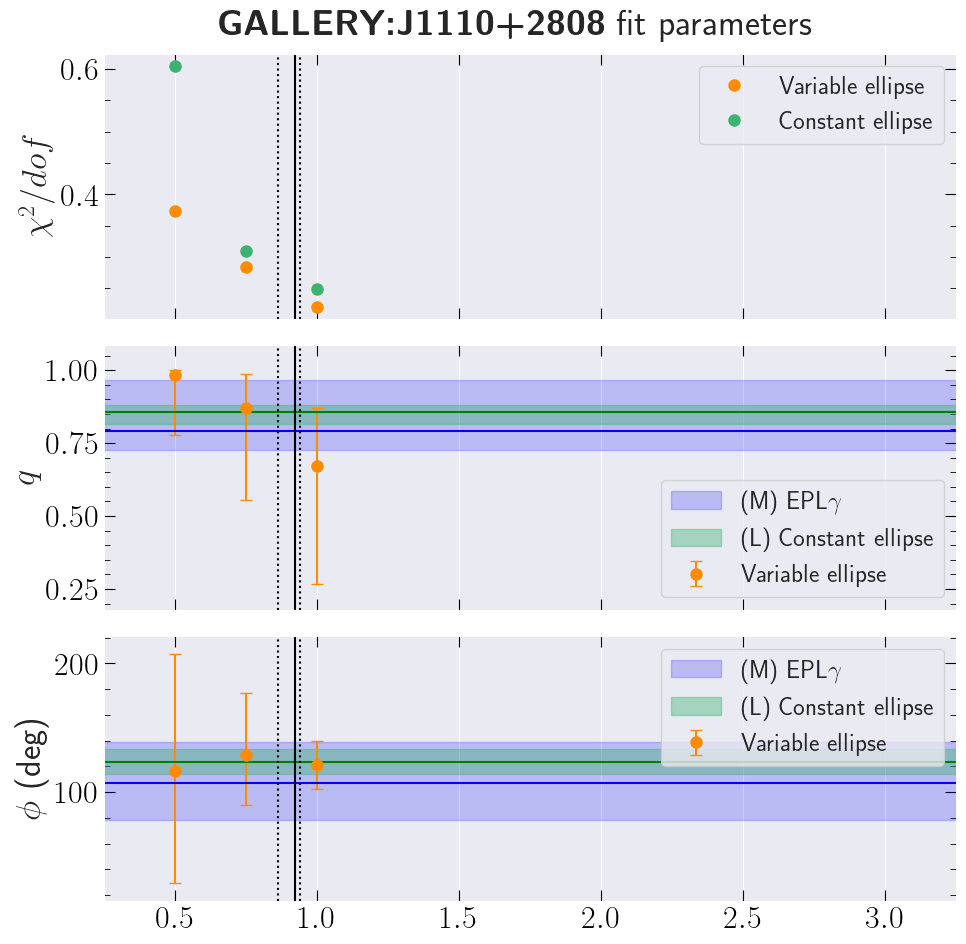 GALLERY:J1110+2808 fit parameters
χ²/dof
0.6
0.4
Variable ellipse
Constant ellipse
q
1.00
0.75
0.50
0.25
(M) EPLγ
(L) Constant ellipse
Variable ellipse
ϕ (deg)
200
100
(M) EPLγ
(L) Constant ellipse
Variable ellipse
0.5 1.0 1.5 2.0 2.5 3.0